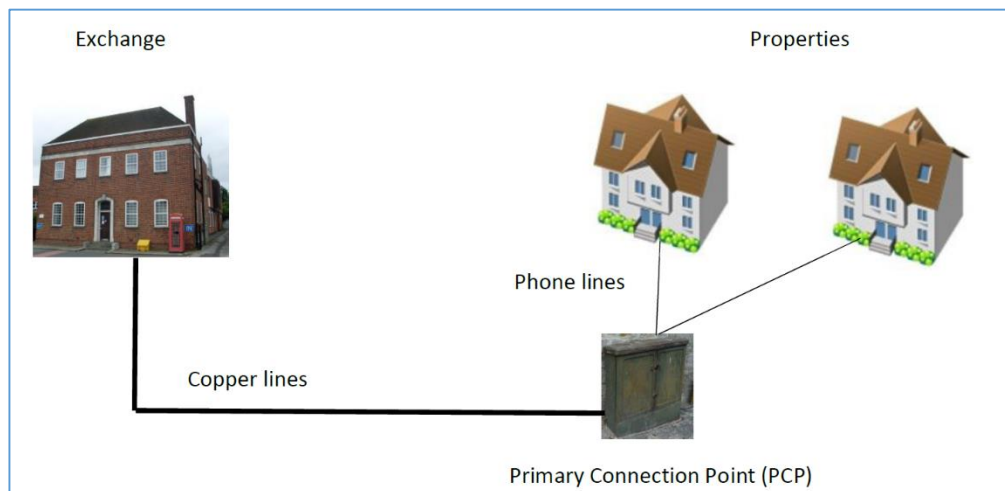 Exchange
Properties
Phone lines
Copper lines
Primary Connection Point (PCP)